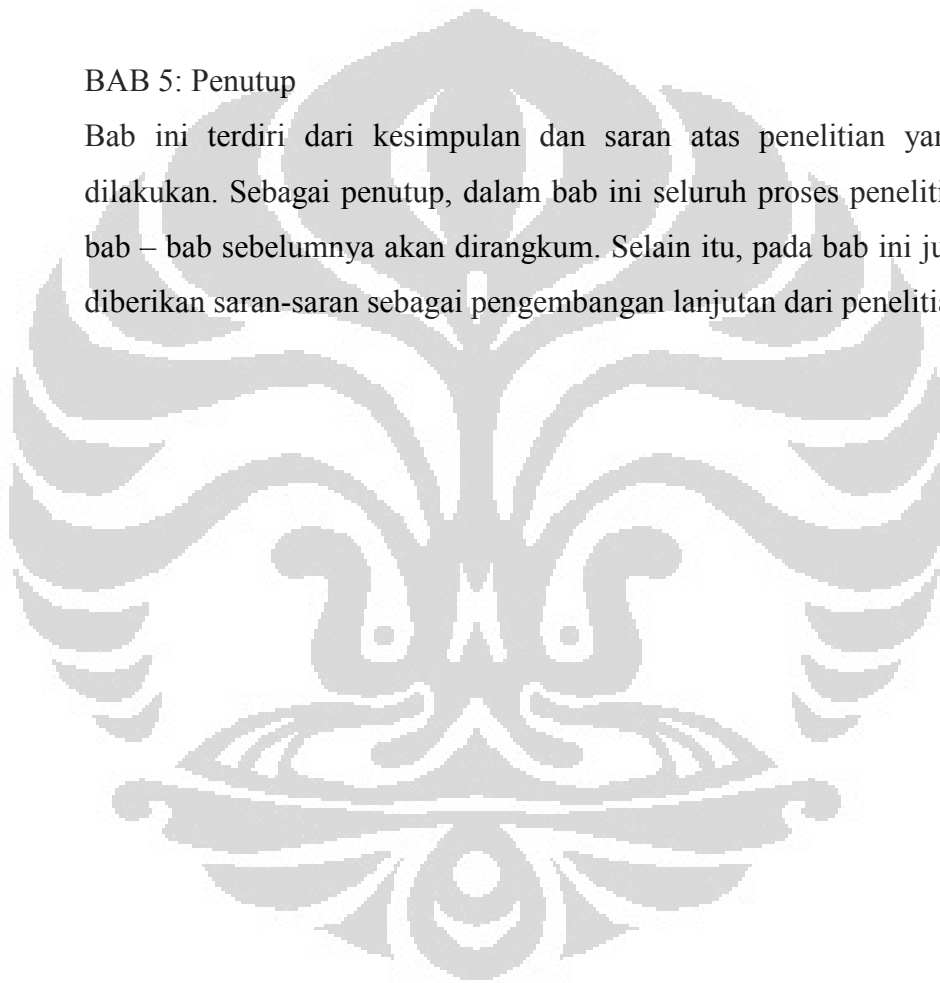 BAB 5: Penutup
Bab ini terdiri dari kesimpulan dan saran atas penelitian yan
dilakukan. Sebagai penutup, dalam bab ini seluruh proses peneliti
bab – bab sebelumnya akan dirangkum. Selain itu, pada bab ini ju
diberikan saran-saran sebagai pengembangan lanjutan dari penelitia